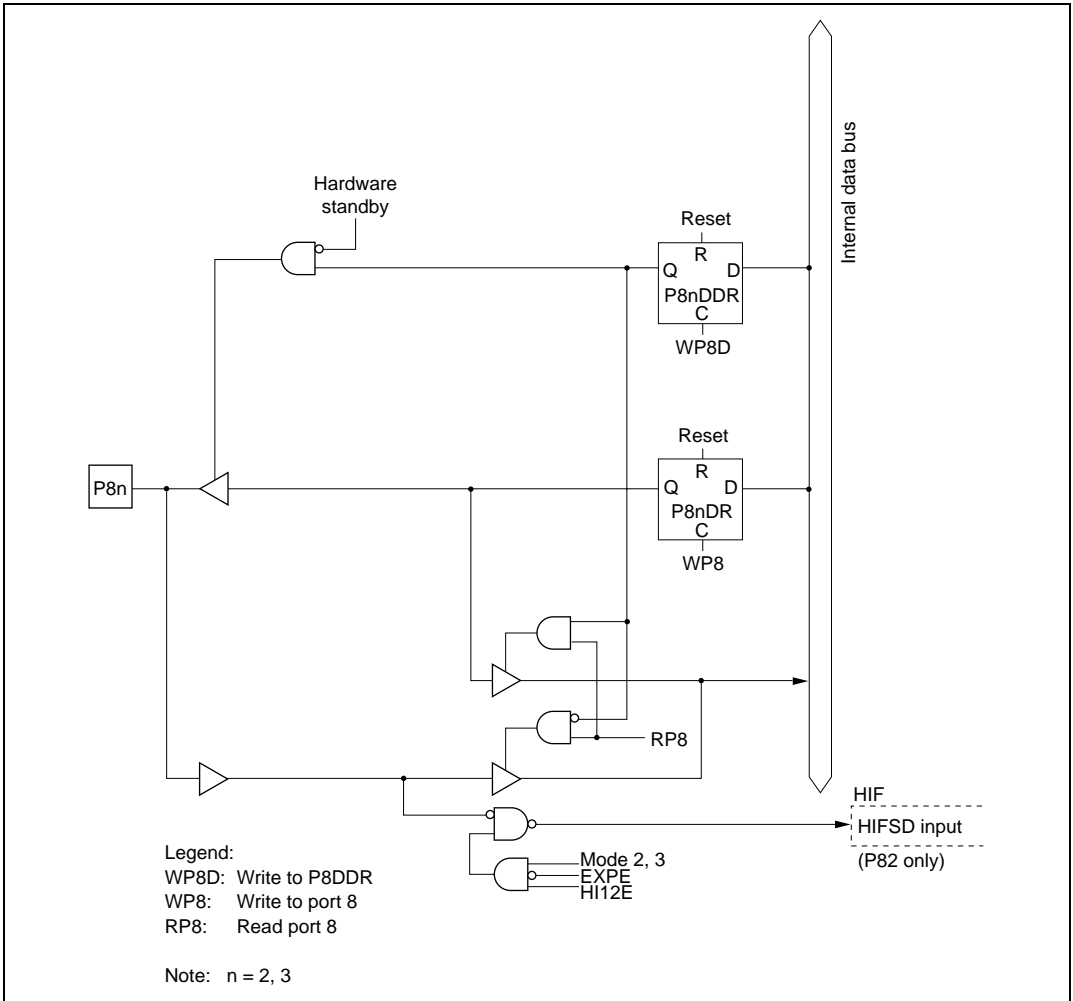 Internal data bus
Hardware
standby
Reset
R
Q D
P8nDDR
C
WP8D
Reset
R
P8n
Q D
P8nDR
C
WP8
RP8
HIF
HIFSD input
(P82 only)
Mode 2, 3
EXPE
HI12E
Legend:
WP8D: Write to P8DDR
WP8: Write to port 8
RP8: Read port 8
Note: n = 2, 3